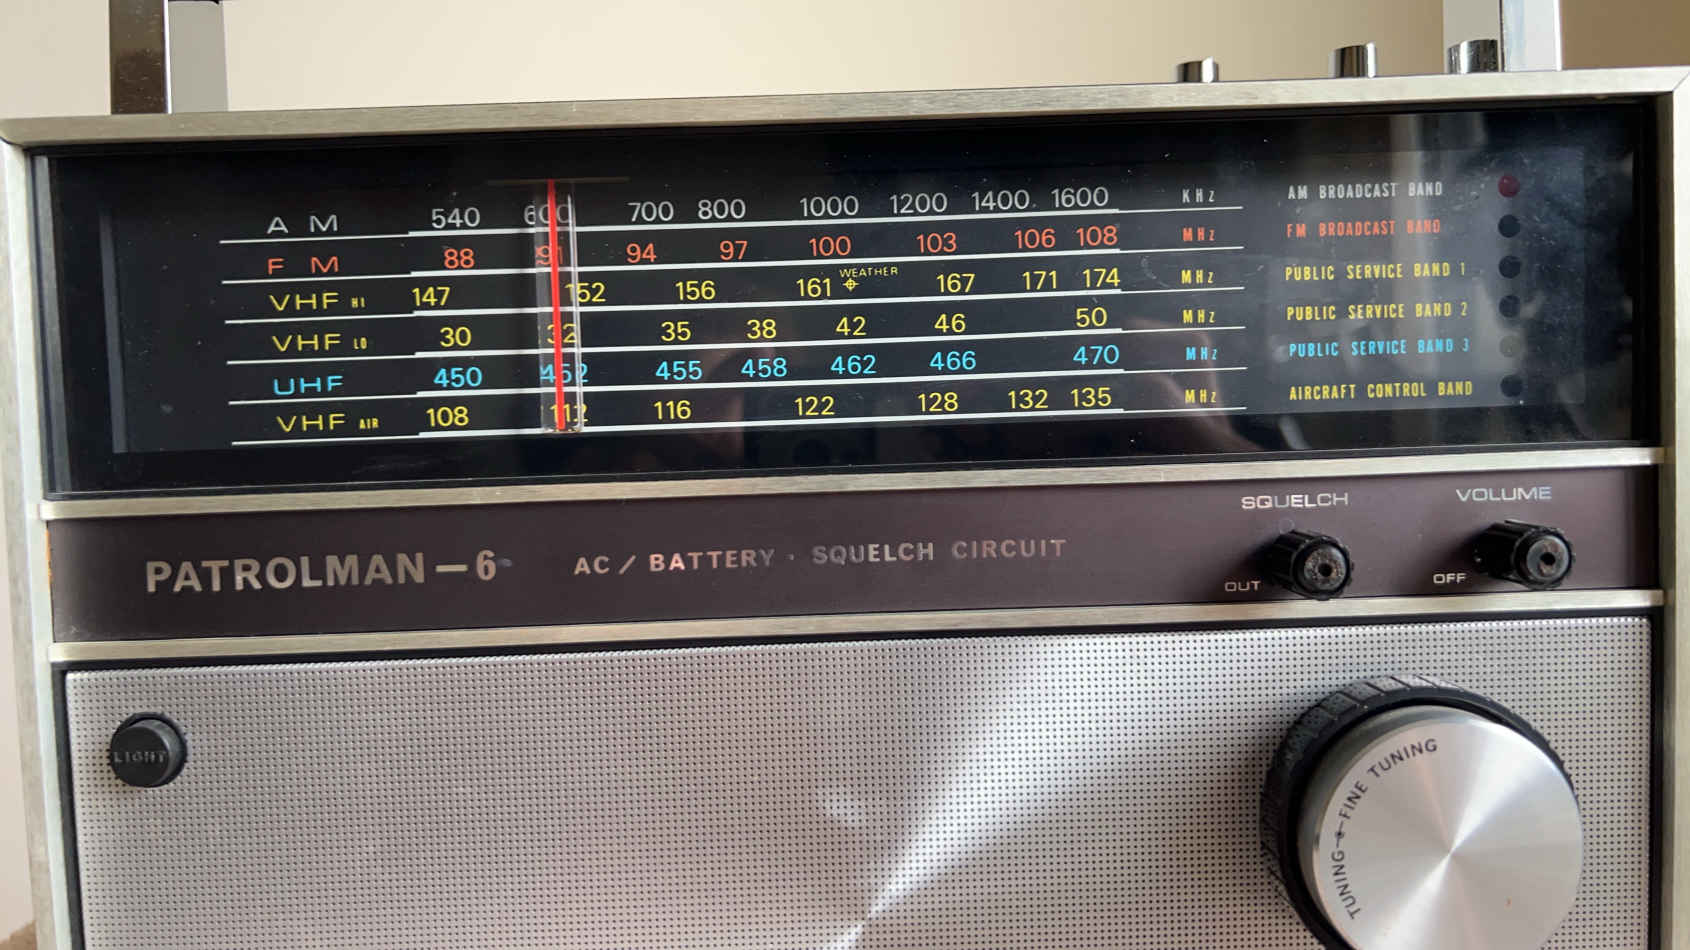 AM 540 600 700 800 1000 1200 1400 1600 KHz AM BROADCAST BAND
FM 88 91 94 97 100 103 106 108 MHz FM BROADCAST BAND
WEATHER
VHF HI 147 152 156 161 167 171 174 MHz PUBLIC SERVICE BAND 1
VHF LO 30 32 35 38 42 46 50 MHz PUBLIC SERVICE BAND 2
UHF 450 452 455 458 462 466 470 MHz PUBLIC SERVICE BAND 3
VHF AIR 108 112 116 122 128 132 135 MHz AIRCRAFT CONTROL BAND
SQUELCH VOLUME
PATROLMAN–6 AC / BATTERY · SQUELCH CIRCUIT
OUT OFF
LIGHT
TUNING FINE TUNING